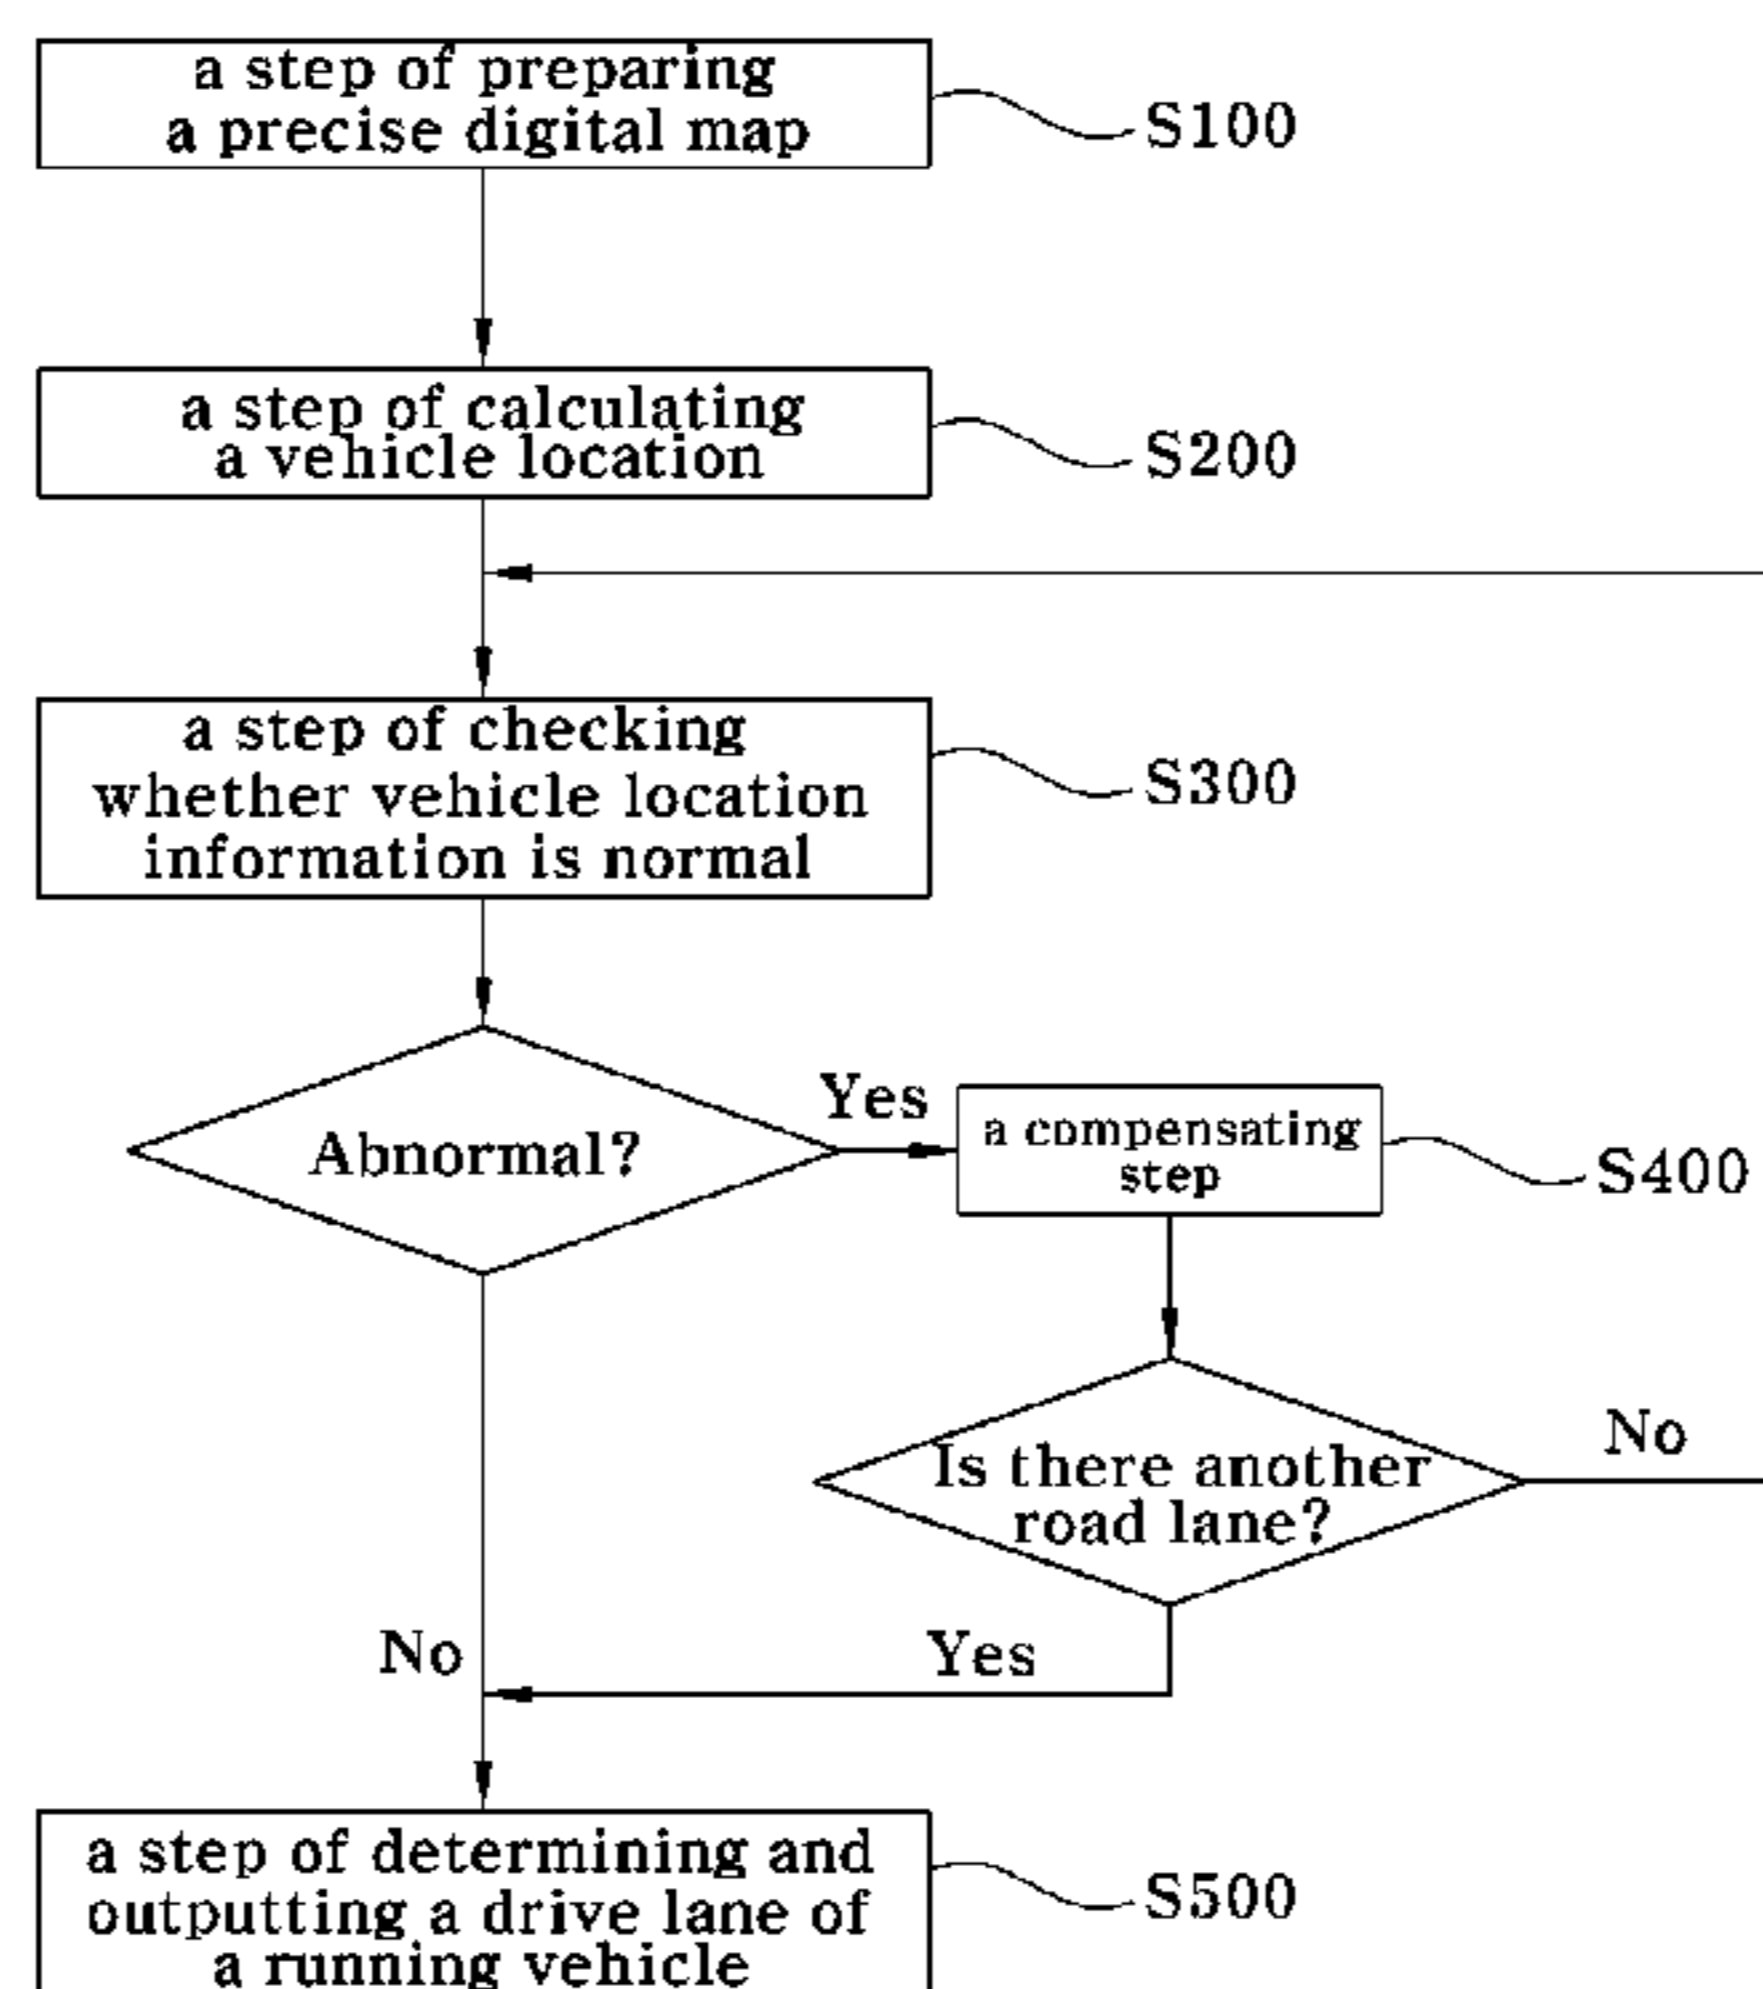 a step of preparing
a precise digital map
S100
a step of calculating
a vehicle location
S200
a step of checking
whether vehicle location
information is normal
S300
Abnormal?
Yes
a compensating
step
S400
Is there another
road lane?
No
No
Yes
a step of determining and
outputting a drive lane of
a running vehicle
S500